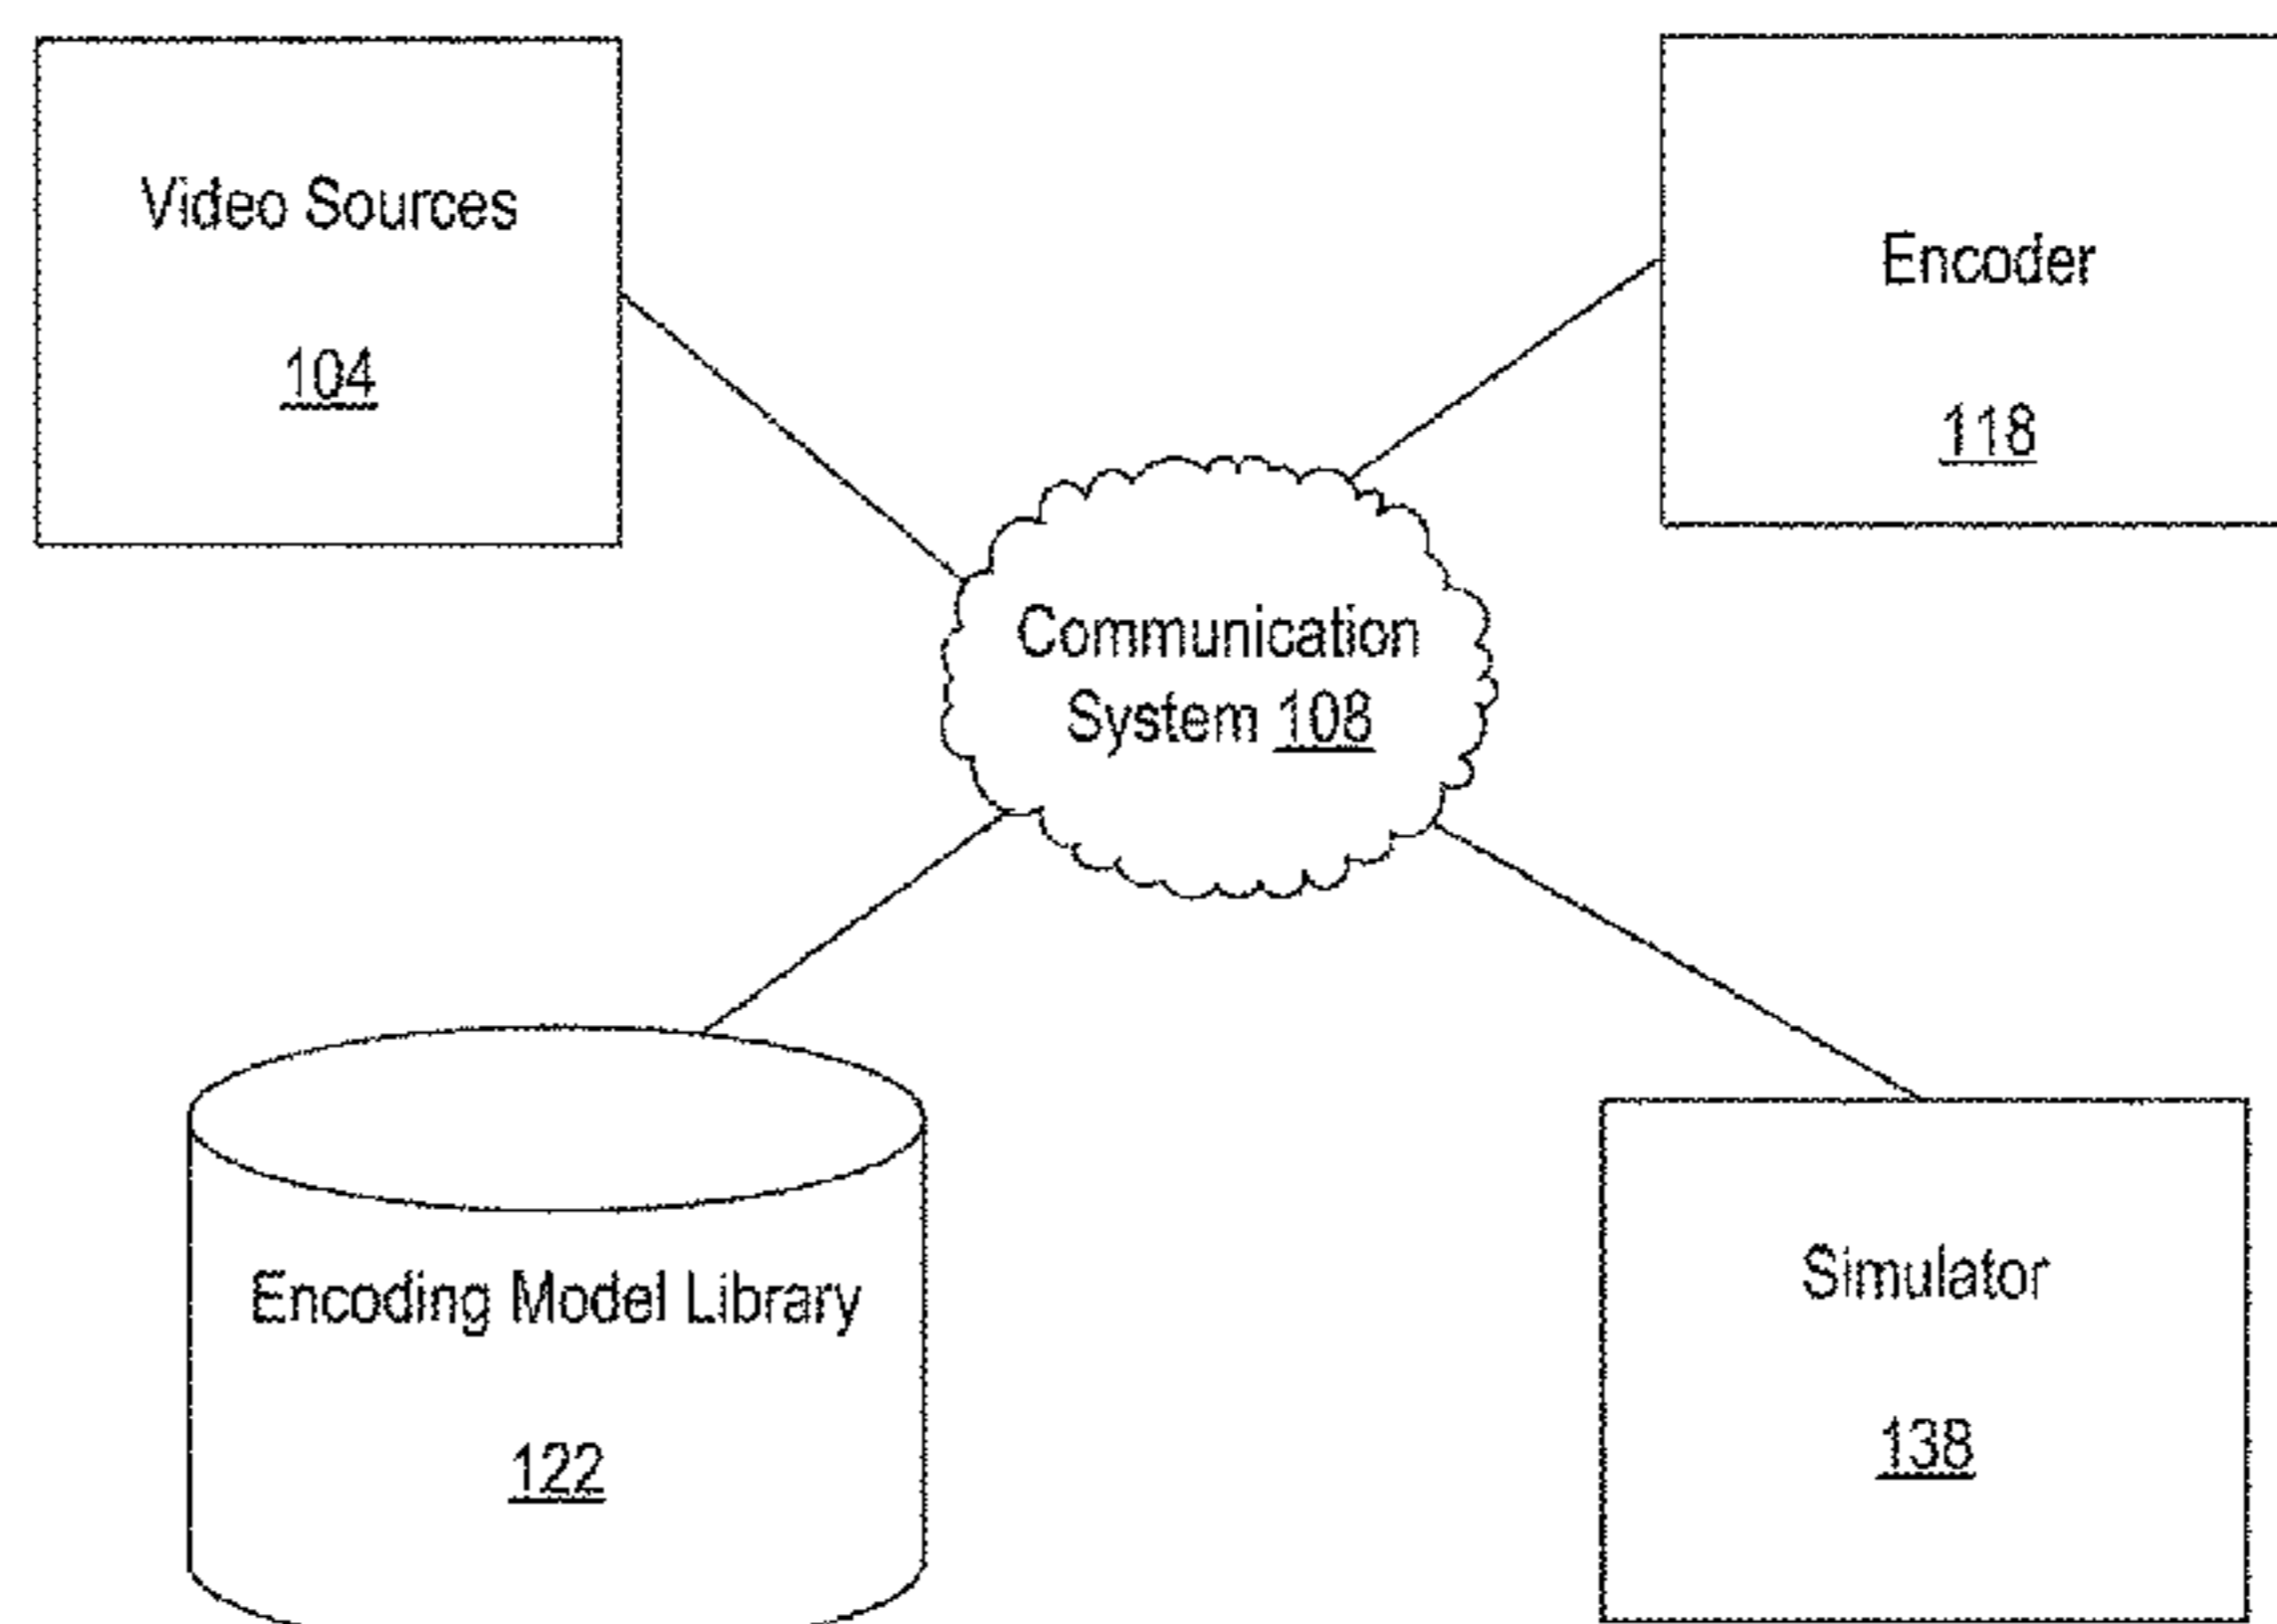 Video Sources
104
Encoder
118
Communication
System 108
Encoding Model Library
122
Simulator
138